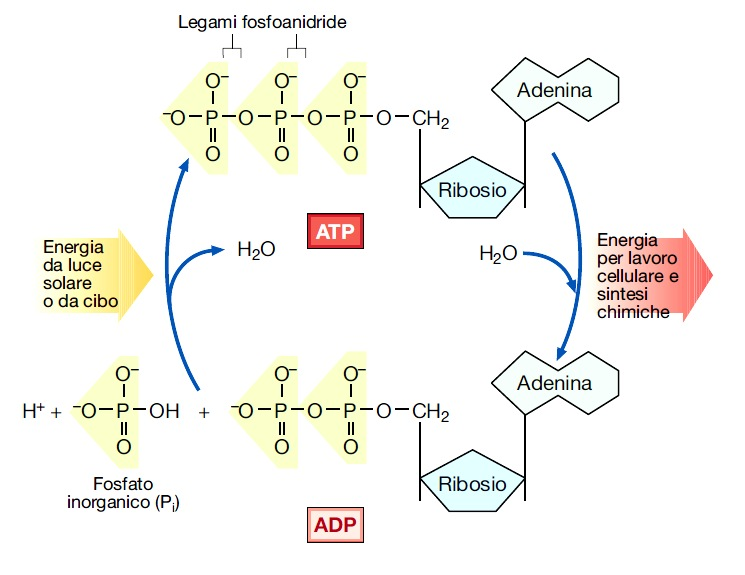 Legami fosfoanidride
O⁻ O⁻ O⁻
⁻O–P–O–P–O–P–O–CH₂
O O O
Adenina
Ribosio
ATP
Energia
da luce
solare
o da cibo
H₂O
H₂O
Energia
per lavoro
cellulare e
sintesi
chimiche
O⁻
H⁺ + ⁻O–P–OH +
O
Fosfato
inorganico (Pᵢ)
O⁻ O⁻
⁻O–P–O–P–O–CH₂
O O
Adenina
Ribosio
ADP